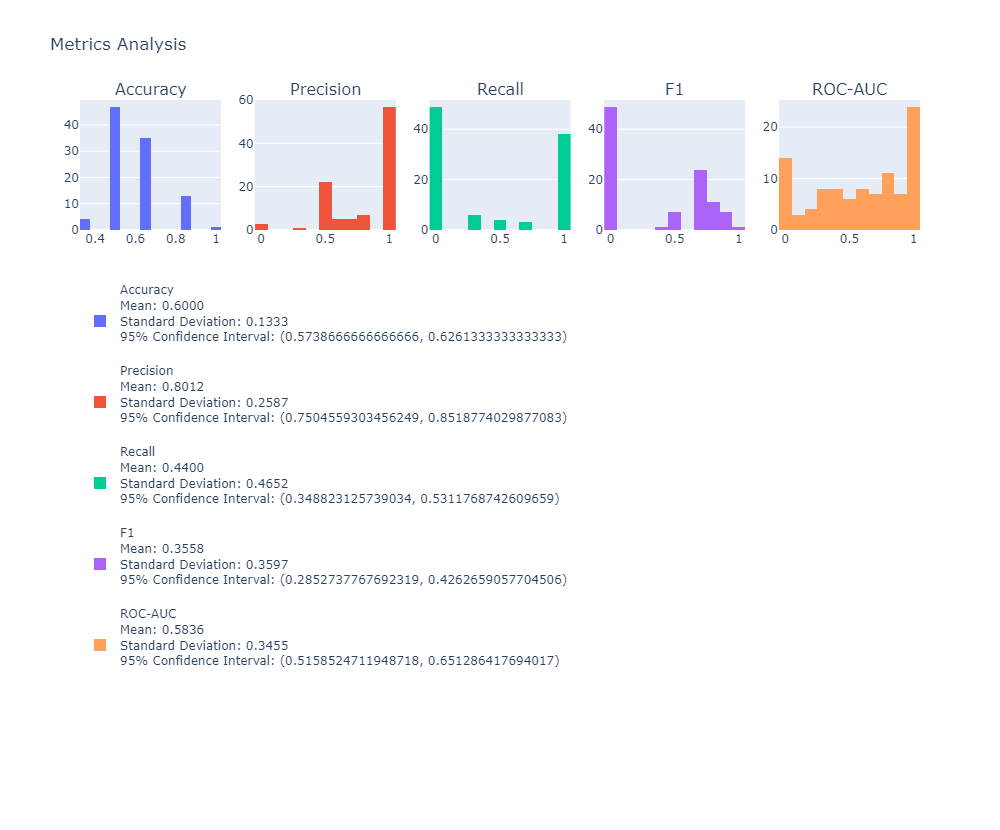 Metrics Analysis
Accuracy Precision Recall F1 ROC-AUC
0 10 20 30 40
0.4 0.6 0.8 1
0 20 40 60
0 0.5 1
0 20 40
0 0.5 1
0 20 40
0 0.5 1
0 10 20
0 0.5 1
Accuracy
Mean: 0.6000
Standard Deviation: 0.1333
95% Confidence Interval: (0.5738666666666666, 0.6261333333333333)
Precision
Mean: 0.8012
Standard Deviation: 0.2587
95% Confidence Interval: (0.7504559303456249, 0.8518774029877083)
Recall
Mean: 0.4400
Standard Deviation: 0.4652
95% Confidence Interval: (0.348823125739034, 0.5311768742609659)
F1
Mean: 0.3558
Standard Deviation: 0.3597
95% Confidence Interval: (0.2852737767692319, 0.4262659057704506)
ROC-AUC
Mean: 0.5836
Standard Deviation: 0.3455
95% Confidence Interval: (0.5158524711948718, 0.651286417694017)